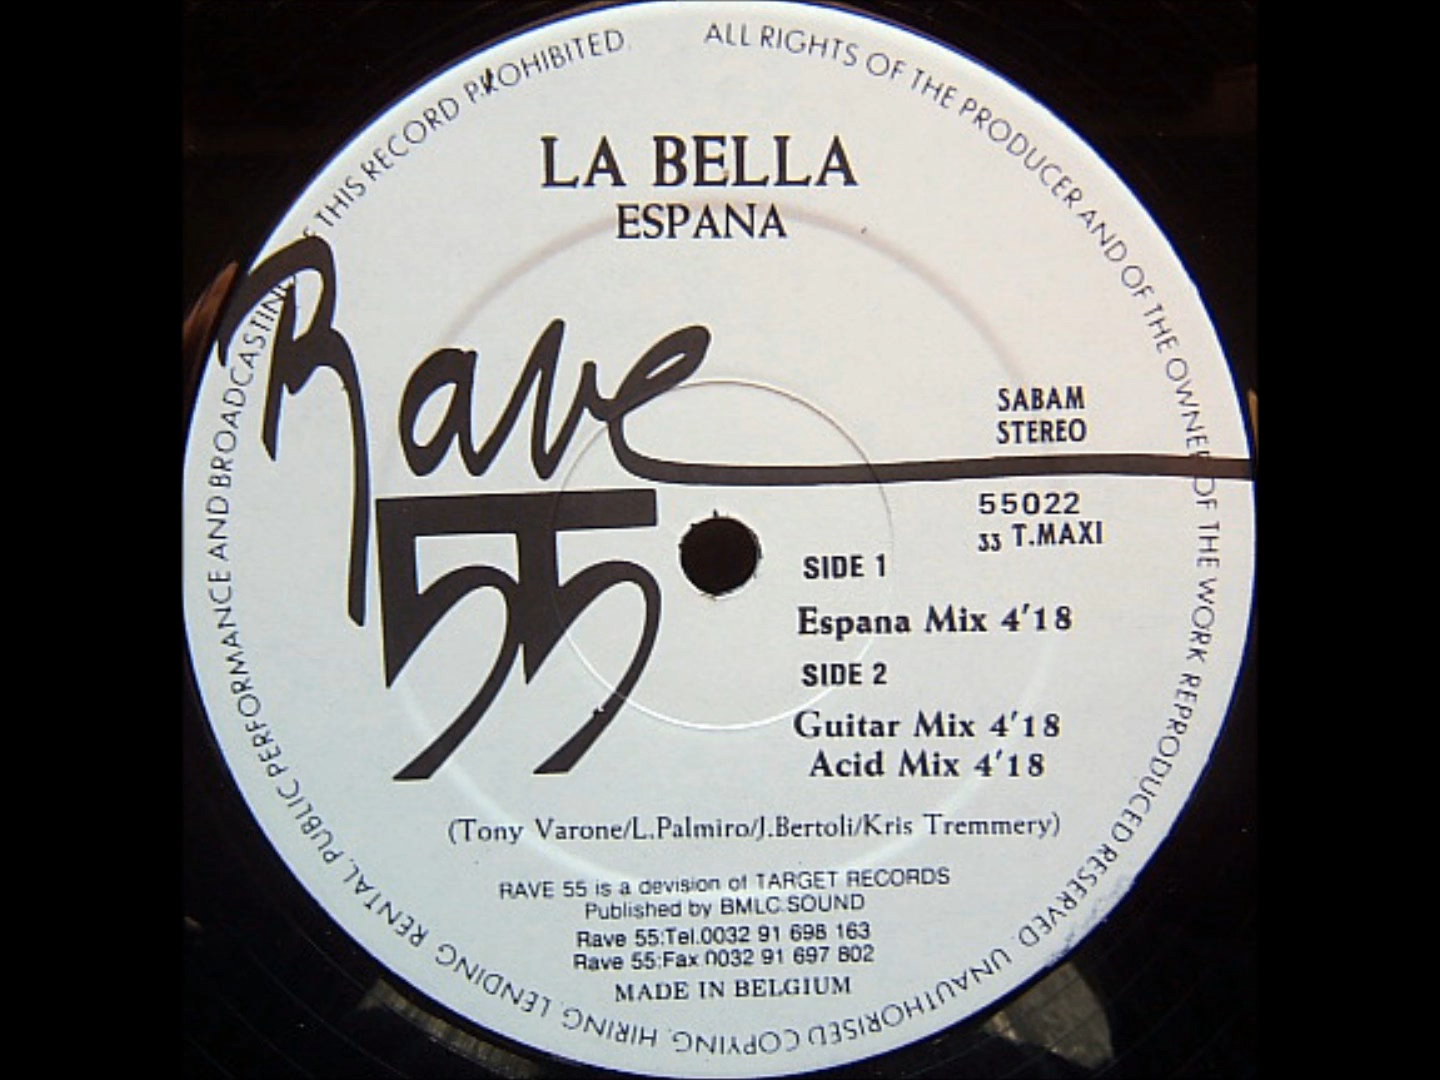 ALL RIGHTS OF THE PRODUCER AND OF THE OWNER OF THE WORK REPRODUCED RESERVED. UNAUTHORISED COPYING. HIRING. LENDING. RENTAL. PUBLIC PERFORMANCE AND BROADCASTING THIS RECORD PROHIBITED.
LA BELLA
ESPANA
Rave
55
SABAM
STEREO
55022
33 T.MAXI
SIDE 1
Espana Mix 4'18
SIDE 2
Guitar Mix 4'18
Acid Mix 4'18
(Tony Varone/L.Palmiro/J.Bertoli/Kris Tremmery)
RAVE 55 is a devision of TARGET RECORDS
Published by BMLC.SOUND
Rave 55:Tel.0032 91 698 163
Rave 55:Fax 0032 91 697 802
MADE IN BELGIUM